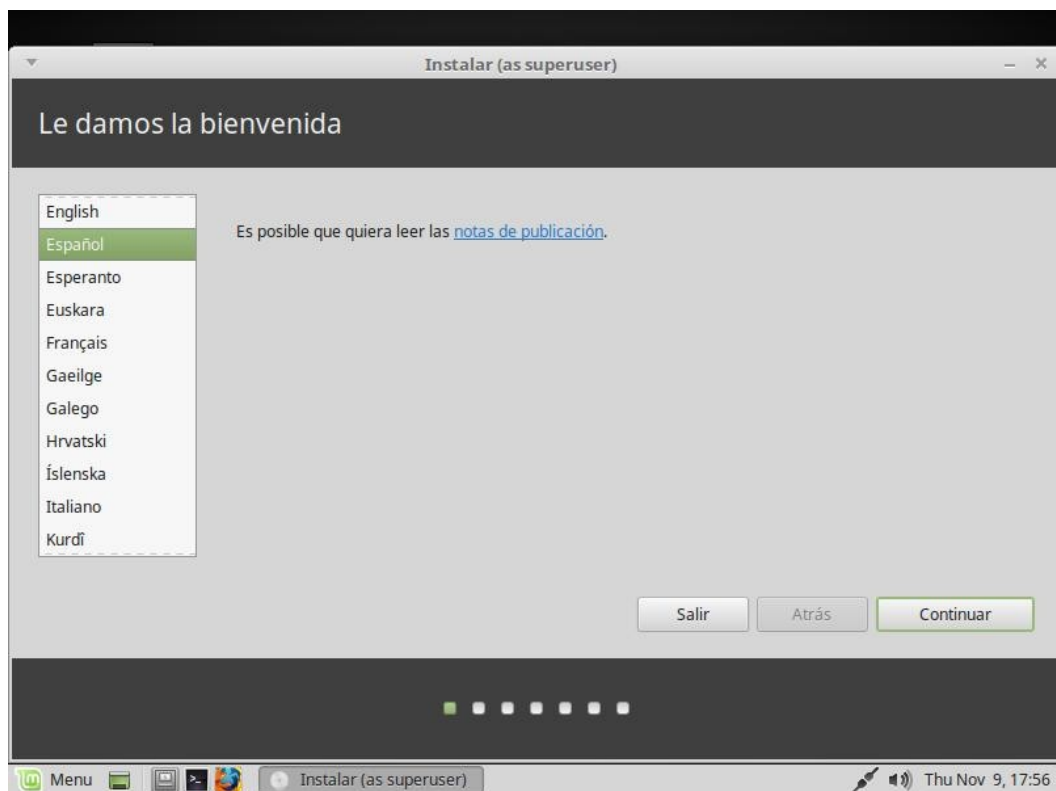 Instalar (as superuser)
Le damos la bienvenida
English
Español
Esperanto
Euskara
Français
Gaeilge
Galego
Hrvatski
Íslenska
Italiano
Kurdî
Es posible que quiera leer las notas de publicación.
Salir Atrás Continuar
Menu Instalar (as superuser) Thu Nov 9, 17:56